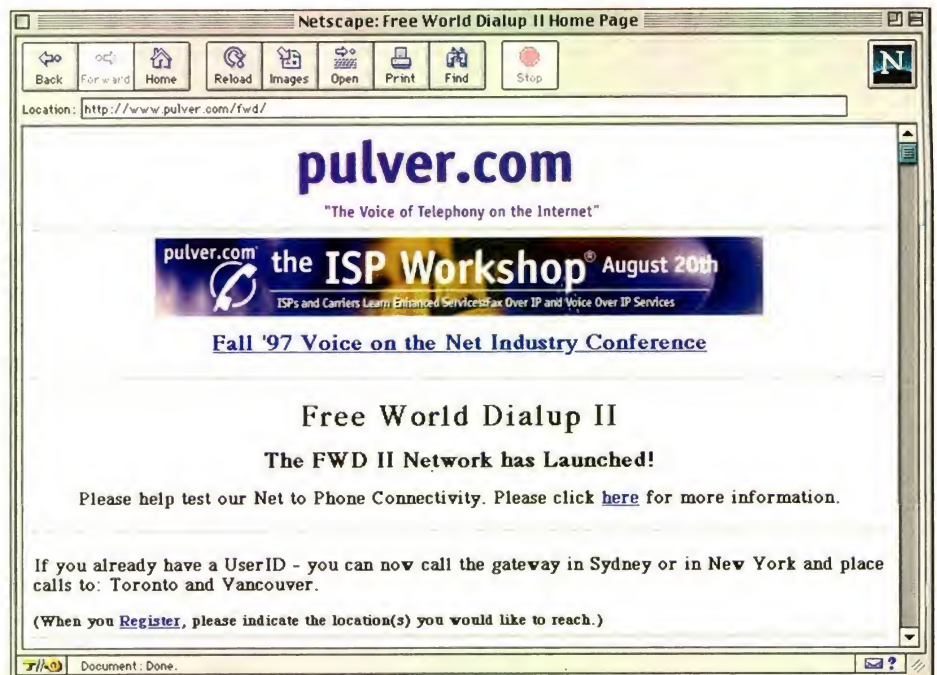 Netscape: Free World Dialup II Home Page
Back Forward Home Reload Images Open Print Find Stop
N
Location: http://www.pulver.com/fwd/
pulver.com
"The Voice of Telephony on the Internet"
pulver.com the ISP Workshop® August 20th
ISPs and Carriers Learn Enhanced Services:Fax Over IP and Voice Over IP Services
Fall '97 Voice on the Net Industry Conference
Free World Dialup II
The FWD II Network has Launched!
Please help test our Net to Phone Connectivity. Please click here for more information.
If you already have a UserID - you can now call the gateway in Sydney or in New York and place
calls to: Toronto and Vancouver.
(When you Register, please indicate the location(s) you would like to reach.)
Document: Done.
?